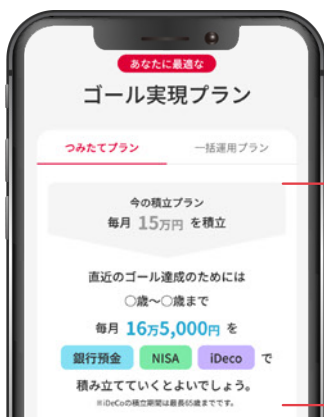 あなたに最適な
ゴール実現プラン
つみたてプラン 一括運用プラン
今の積立プラン
毎月 15万円 を積立
直近のゴール達成のためには
○歳～○歳まで
毎月 16万5,000円 を
銀行預金 NISA iDeco で
積み立てていくとよいでしょう。
※iDeCoの積立期間は最長65歳までです。